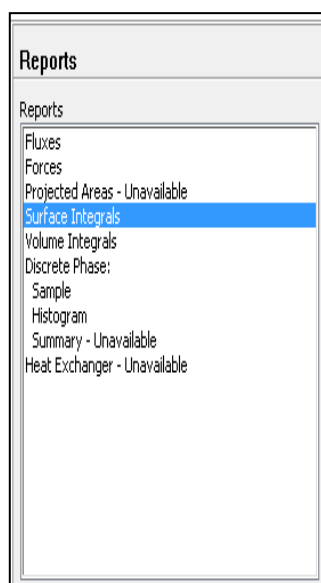 Reports
Reports
Fluxes
Forces
Projected Areas - Unavailable
Surface Integrals
Volume Integrals
Discrete Phase:
Sample
Histogram
Summary - Unavailable
Heat Exchanger - Unavailable